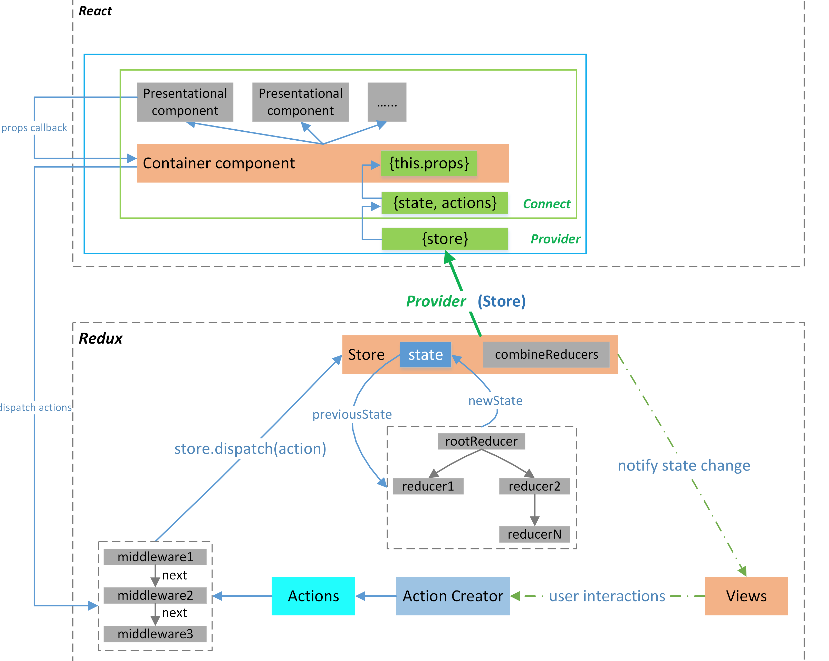 React
Presentational
component
Presentational
component
......
props callback
Container component
{this.props}
{state, actions}
Connect
{store}
Provider
Provider (Store)
Redux
Store
state
combineReducers
dispatch actions
previousState
newState
store.dispatch(action)
rootReducer
notify state change
reducer1
reducer2
reducerN
middleware1
next
middleware2
next
middleware3
Actions
Action Creator
user interactions
Views